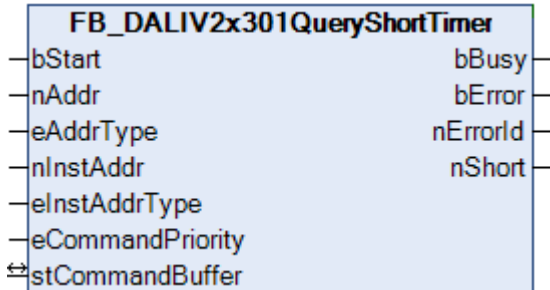 FB_DALIV2x301QueryShortTimer
bStart bBusy
nAddr bError
eAddrType nErrorId
nInstAddr nShort
eInstAddrType
eCommandPriority
stCommandBuffer